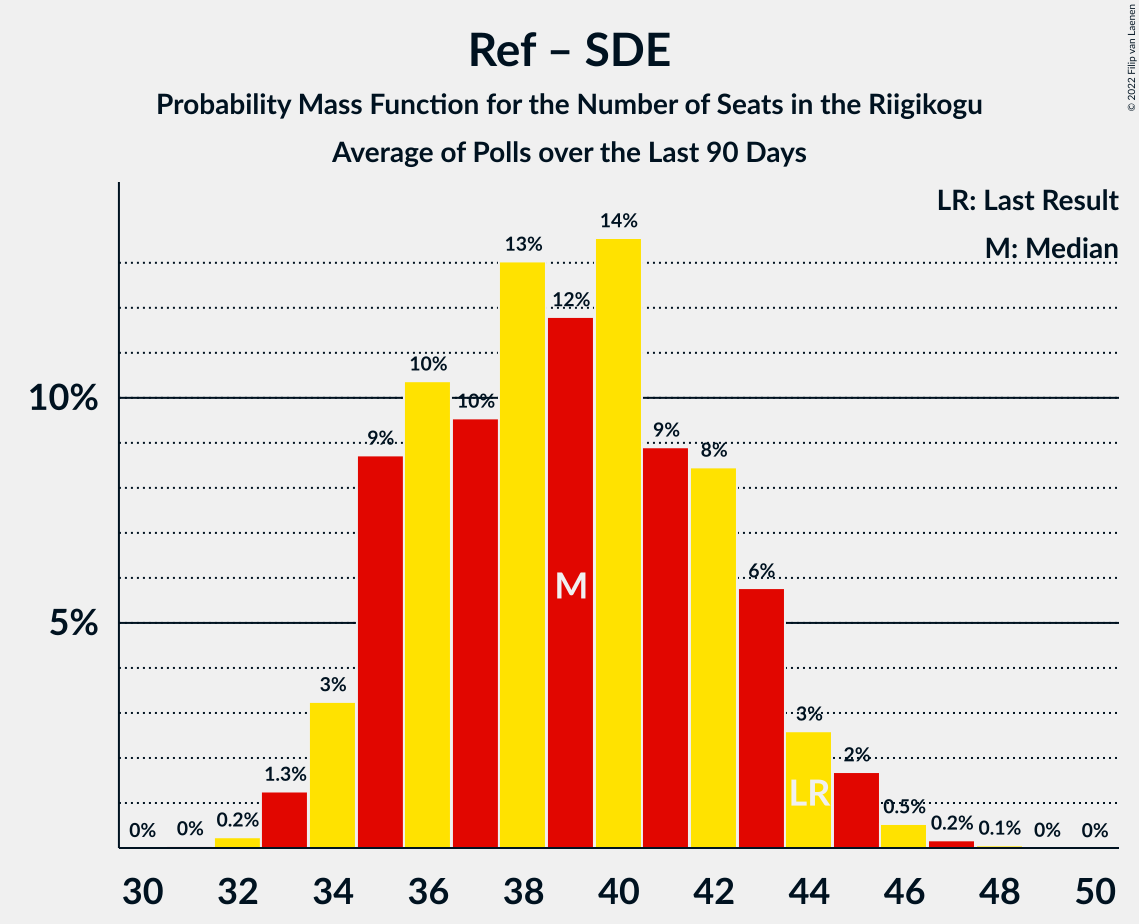 Ref – SDE
Probability Mass Function for the Number of Seats in the Riigikogu
Average of Polls over the Last 90 Days
© 2022 Filip van Laenen
LR: Last Result
M: Median
10%
5%
0%
0%
0.2%
1.3%
3%
9%
10%
10%
13%
12%
14%
9%
8%
6%
3%
2%
0.5%
0.2%
0.1%
0%
0%
M
LR
30 32 34 36 38 40 42 44 46 48 50